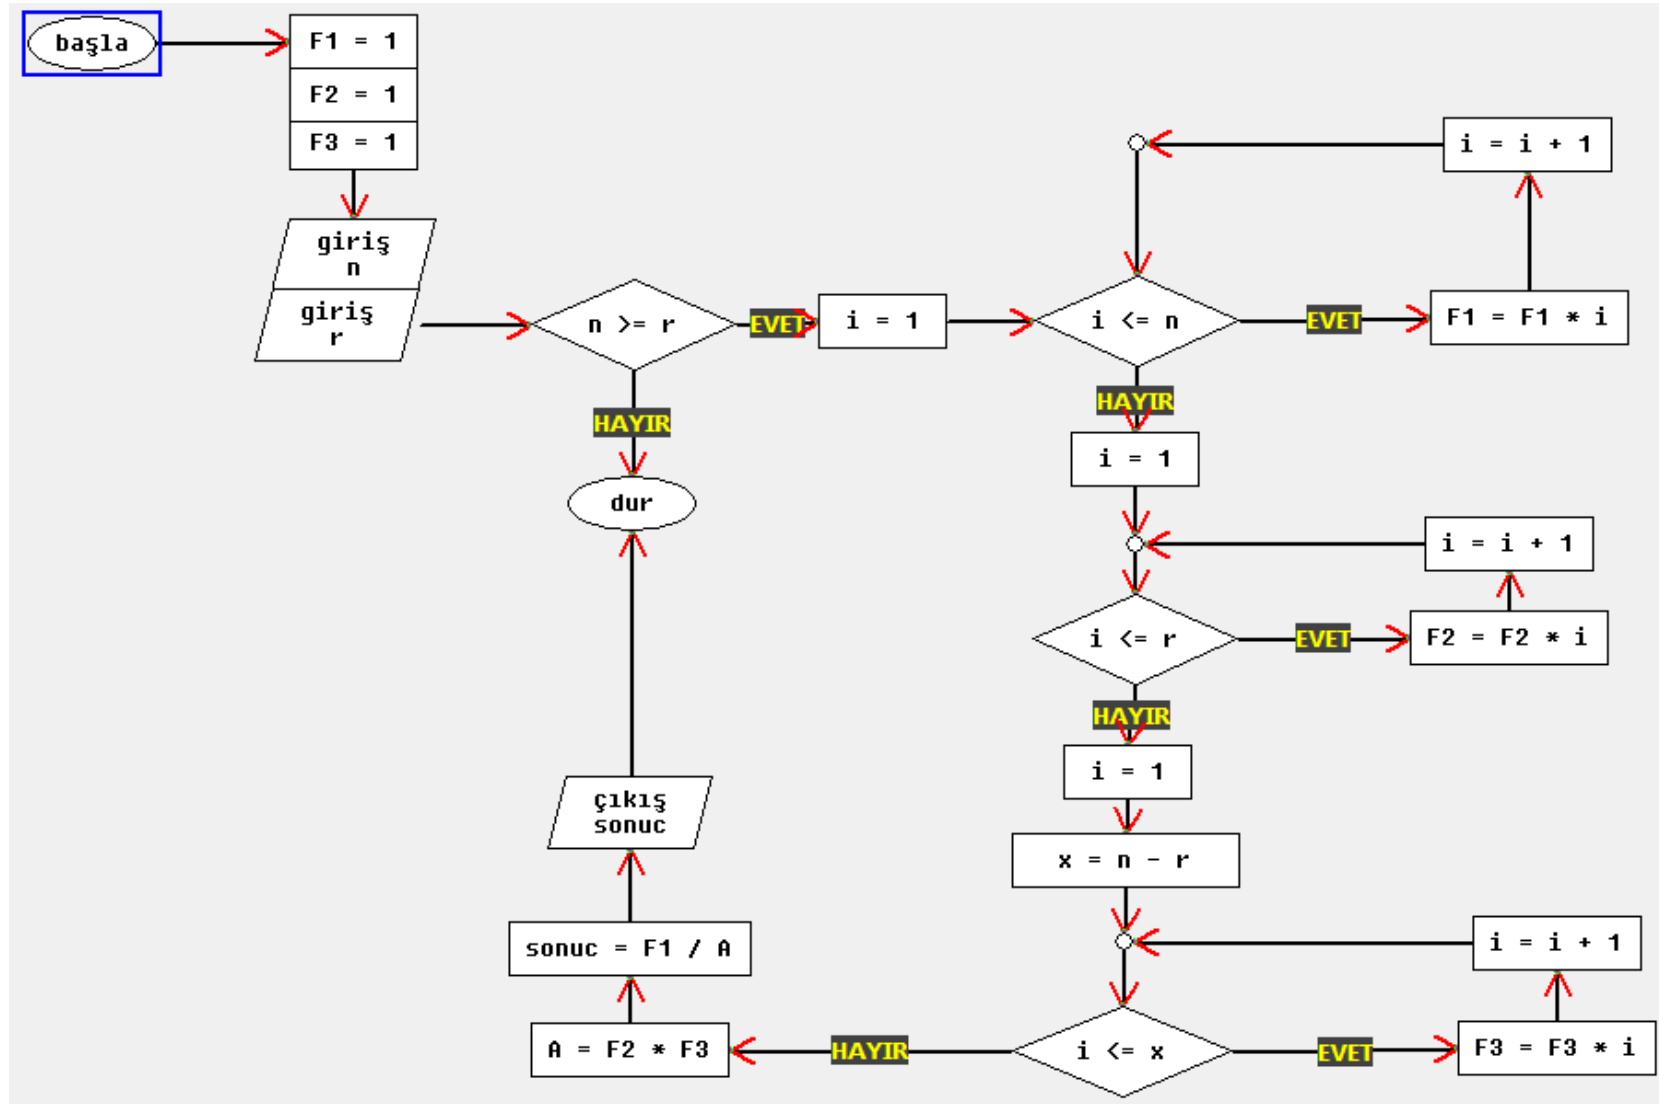 başla
F1 = 1
F2 = 1
F3 = 1
giriş
n
giriş
r
n >= r
EVET
HAYIR
dur
i = 1
i <= n
EVET
F1 = F1 * i
i = i + 1
HAYIR
i = 1
i <= r
EVET
F2 = F2 * i
i = i + 1
HAYIR
i = 1
x = n - r
i <= x
EVET
F3 = F3 * i
i = i + 1
HAYIR
A = F2 * F3
sonuc = F1 / A
çıkış
sonuc